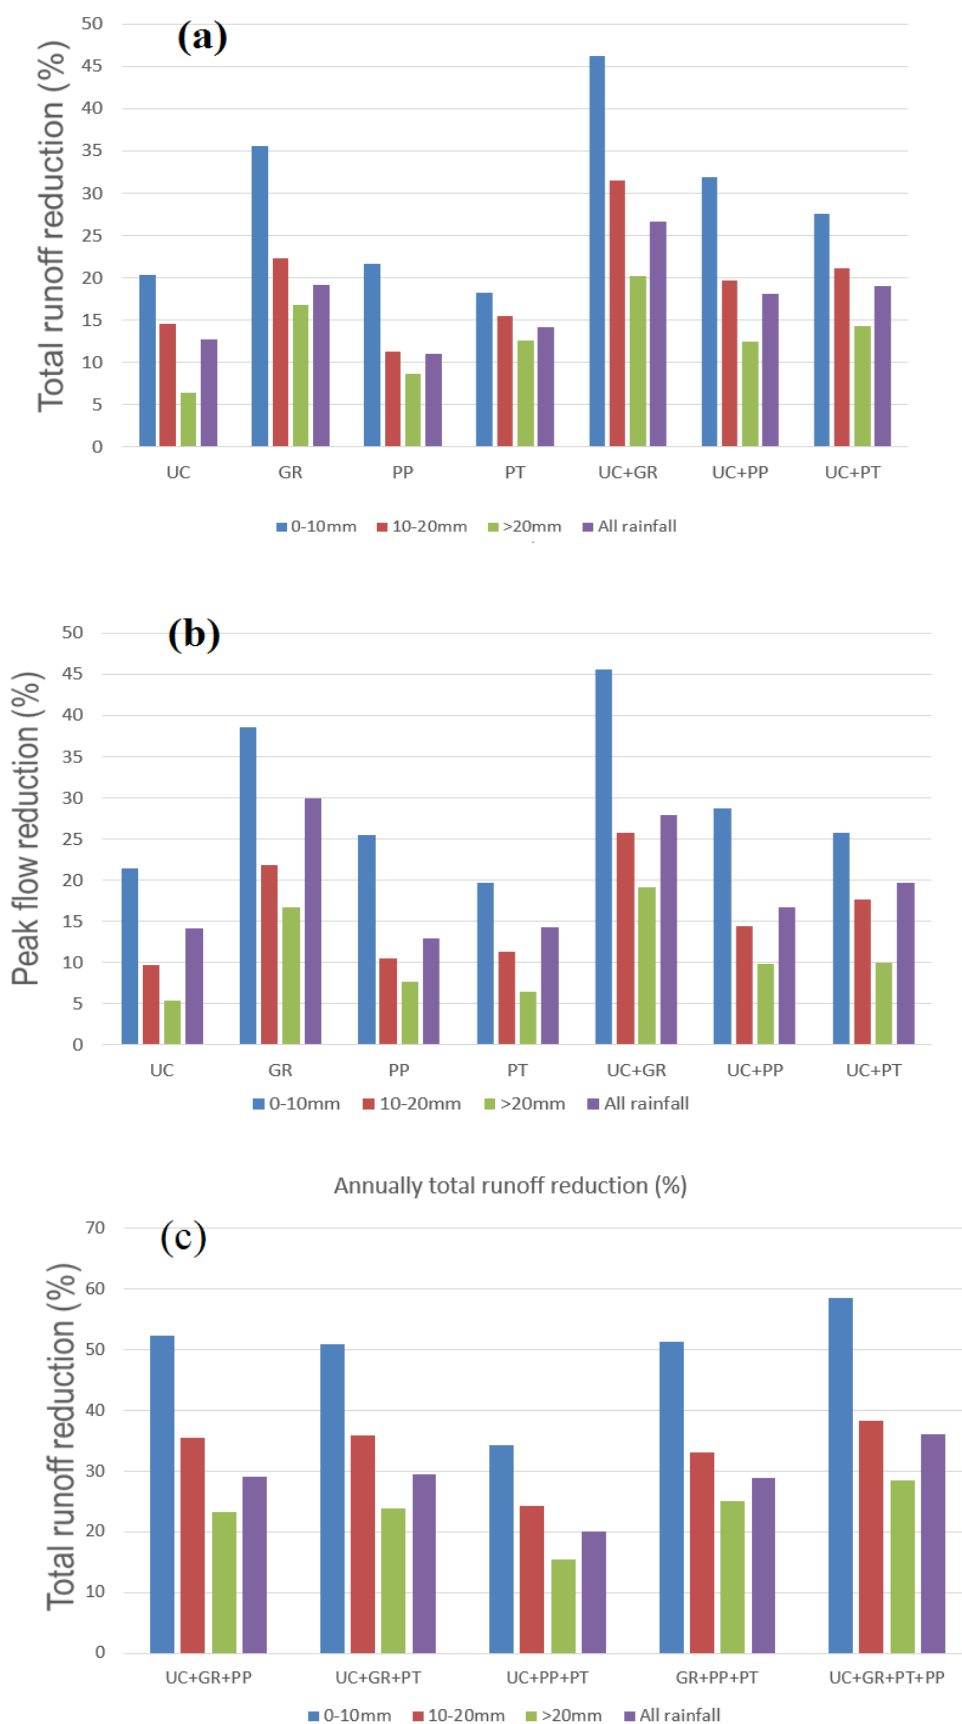 (a)
Total runoff reduction (%)
50
45
40
35
30
25
20
15
10
5
0
UC GR PP PT UC+GR UC+PP UC+PT
0-10mm 10-20mm >20mm All rainfall
(b)
Peak flow reduction (%)
50
45
40
35
30
25
20
15
10
5
0
UC GR PP PT UC+GR UC+PP UC+PT
0-10mm 10-20mm >20mm All rainfall
Annually total runoff reduction (%)
(c)
Total runoff reduction (%)
70
60
50
40
30
20
10
0
UC+GR+PP UC+GR+PT UC+PP+PT GR+PP+PT UC+GR+PT+PP
0-10mm 10-20mm >20mm All rainfall